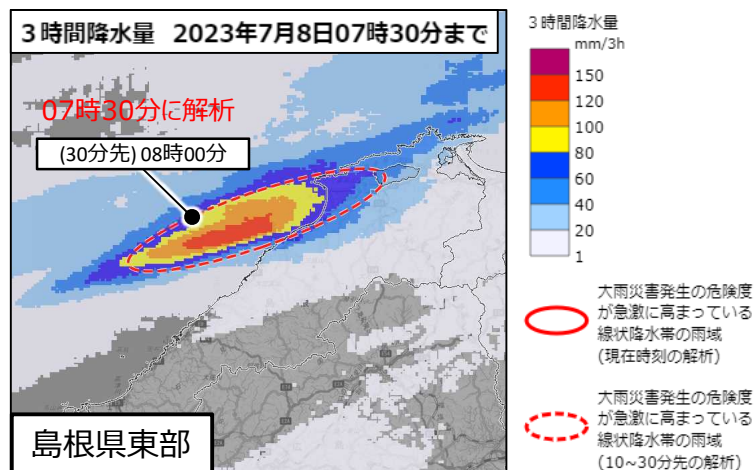 3時間降水量 2023年7月8日07時30分まで
07時30分に解析
(30分先) 08時00分
島根県東部
3時間降水量
mm/3h
150
120
100
80
60
40
20
1
大雨災害発生の危険度
が急激に高まっている
線状降水帯の雨域
(現在時刻の解析)
大雨災害発生の危険度
が急激に高まっている
線状降水帯の雨域
(10~30分先の解析)